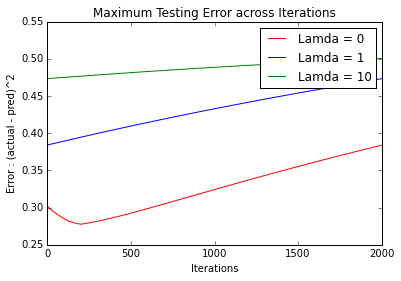 Maximum Testing Error across Iterations
Error : (actual - pred)^2
0.55
0.50
0.45
0.40
0.35
0.30
0.25
Lamda = 0
Lamda = 1
Lamda = 10
0 500 1000 1500 2000
Iterations